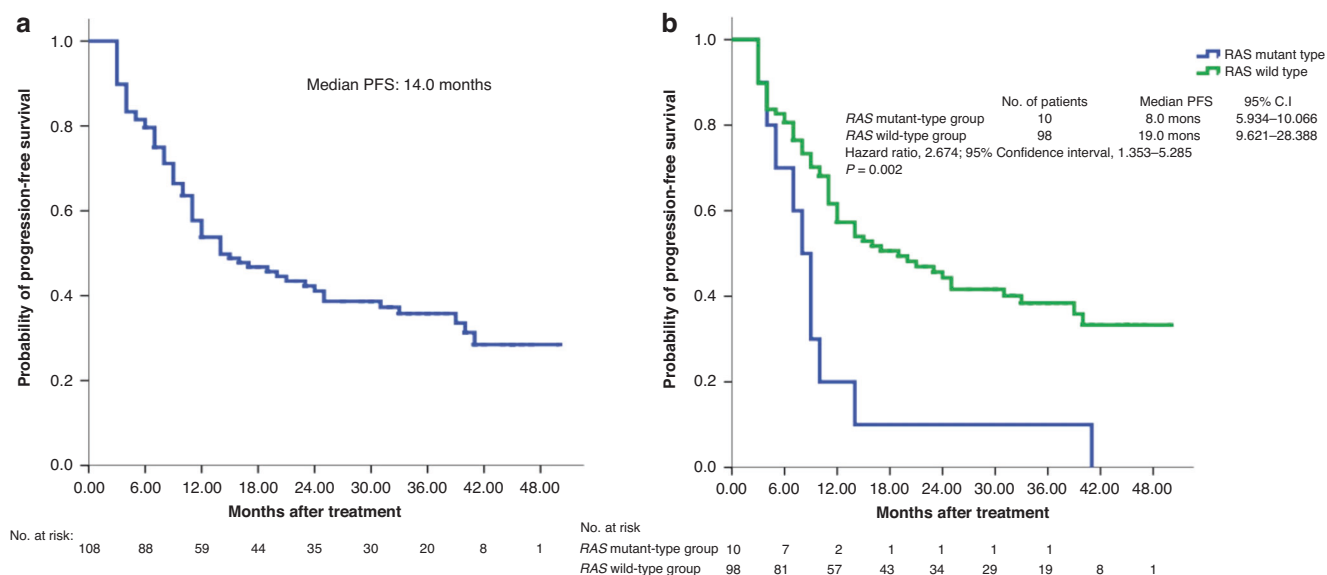 a
Median PFS: 14.0 months
Probability of progression-free survival
1.0
0.8
0.6
0.4
0.2
0.0
0.00 6.00 12.00 18.00 24.00 30.00 36.00 42.00 48.00
Months after treatment
No. at risk:
108 88 59 44 35 30 20 8 1
b
RAS mutant type
RAS wild type
No. of patients Median PFS 95% C.I
RAS mutant-type group 10 8.0 mons 5.934–10.066
RAS wild-type group 98 19.0 mons 9.621–28.388
Hazard ratio, 2.674; 95% Confidence interval, 1.353–5.285
P = 0.002
Probability of progression-free survival
1.0
0.8
0.6
0.4
0.2
0.0
0.00 6.00 12.00 18.00 24.00 30.00 36.00 42.00 48.00
Months after treatment
No. at risk
RAS mutant-type group 10 7 2 1 1 1 1
RAS wild-type group 98 81 57 43 34 29 19 8 1